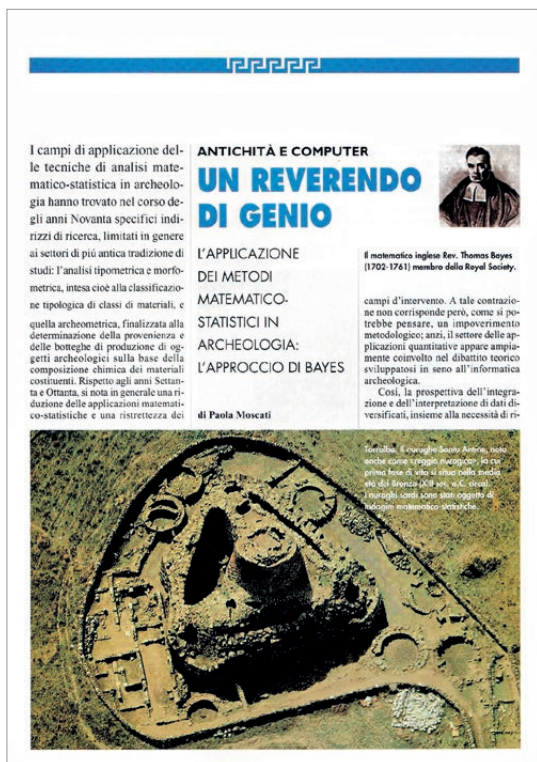 ANTICHITÀ E COMPUTER
UN REVERENDO
DI GENIO
L'APPLICAZIONE
DEI METODI
MATEMATICO-
STATISTICI IN
ARCHEOLOGIA:
L'APPROCCIO DI BAYES
di Paola Moscati
Il matematico inglese Rev. Thomas Bayes
(1702-1761) membro della Royal Society.
I campi di applicazione del-
le tecniche di analisi mate-
matico-statistica in archeolo-
gia hanno trovato nel corso de-
gli anni Novanta specifici indi-
rizzi di ricerca, limitati in genere
ai settori di piú antica tradizione di
studi: l'analisi tipometrica e morfo-
metrica, intesa cioè alla classificazio-
ne tipologica di classi di materiali, e
quella archeometrica, finalizzata alla
determinazione della provenienza e
delle botteghe di produzione di og-
getti archeologici sulla base della
composizione chimica dei materiali
costituenti. Rispetto agli anni Settan-
ta e Ottanta, si nota in generale una ri-
duzione delle applicazioni matemati-
co-statistiche e una ristrettezza dei
campi d'intervento. A tale contrazio-
ne non corrisponde però, come si po-
trebbe pensare, un impoverimento
metodologico; anzi, il settore delle ap-
plicazioni quantitative appare ampia-
mente coinvolto nel dibattito teorico
sviluppatosi in seno all'informatica
archeologica.
Cosí, la prospettiva dell'integra-
zione e dell'interpretazione di dati di-
versificati, insieme alla necessità di ri-
Torralba. Il nuraghe Santu Antine, noto
anche come «reggia nuragica», la cui
prima fase di vita si situa nella media
età del Bronzo sec. a.C. circa).
I nuraghi sardi sono stati oggetto di
indagini matematico-statistiche.